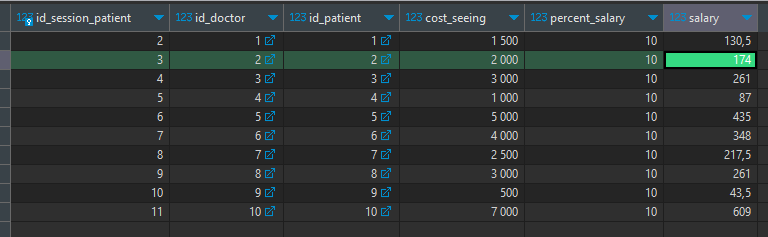 123 id_session_patient 123 id_doctor 123 id_patient 123 cost_seeing 123 percent_salary 123 salary
2 1 1 1 500 10 130,5
3 2 2 2 000 10 174
4 3 3 3 000 10 261
5 4 4 1 000 10 87
6 5 5 5 000 10 435
7 6 6 4 000 10 348
8 7 7 2 500 10 217,5
9 8 8 3 000 10 261
10 9 9 500 10 43,5
11 10 10 7 000 10 609